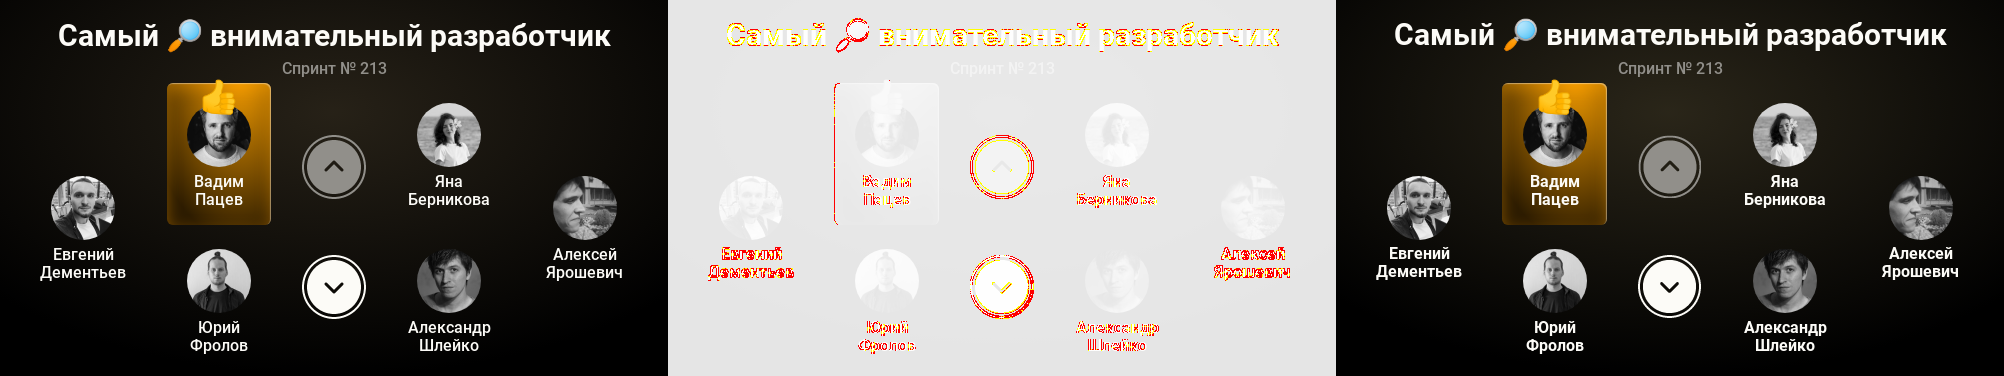 Самый 🔎 внимательный разработчик
Спринт № 213
Вадим
Пацев
Яна
Берникова
Евгений
Дементьев
Алексей
Ярошевич
Юрий
Фролов
Александр
Шлейко
Самый 🔎 внимательный разработчик
Спринт № 213
Вадим
Пацев
Яна
Берникова
Евгений
Дементьев
Алексей
Ярошевич
Юрий
Фролов
Александр
Шлейко
Самый 🔎 внимательный разработчик
Спринт № 213
Вадим
Пацев
Яна
Берникова
Евгений
Дементьев
Алексей
Ярошевич
Юрий
Фролов
Александр
Шлейко